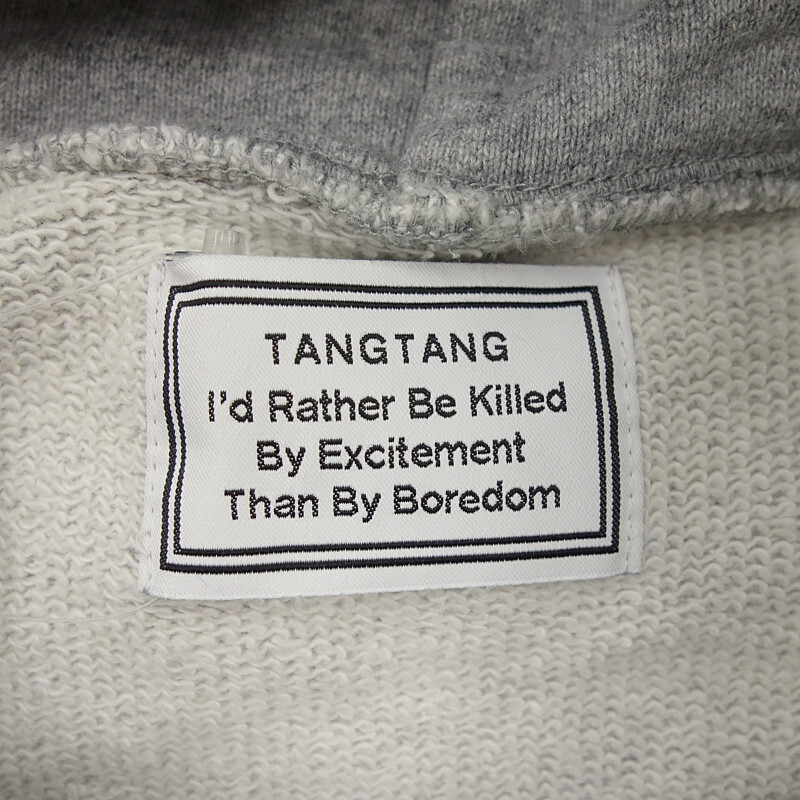 TANGTANG
I'd Rather Be Killed
By Excitement
Than By Boredom